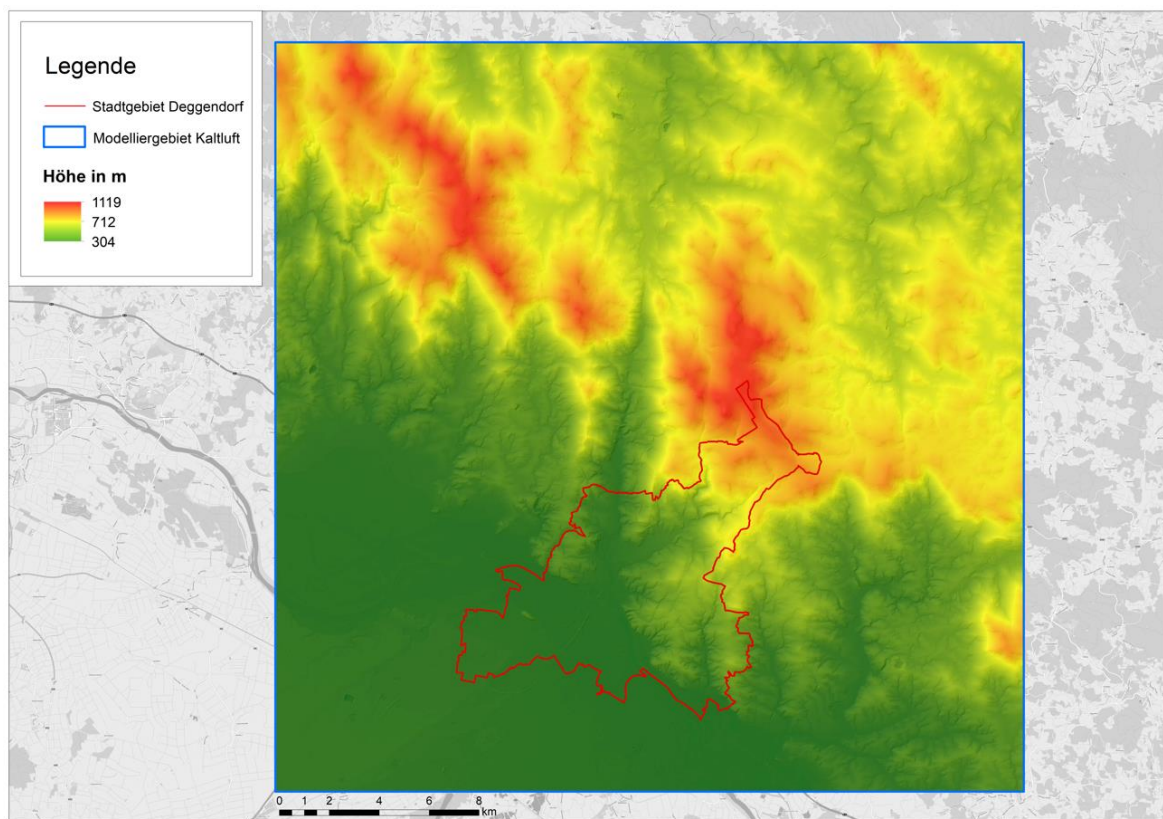 Legende
Stadtgebiet Deggendorf
Modelliergebiet Kaltluft
Höhe in m
1119
712
304
0 1 2 4 6 8
km